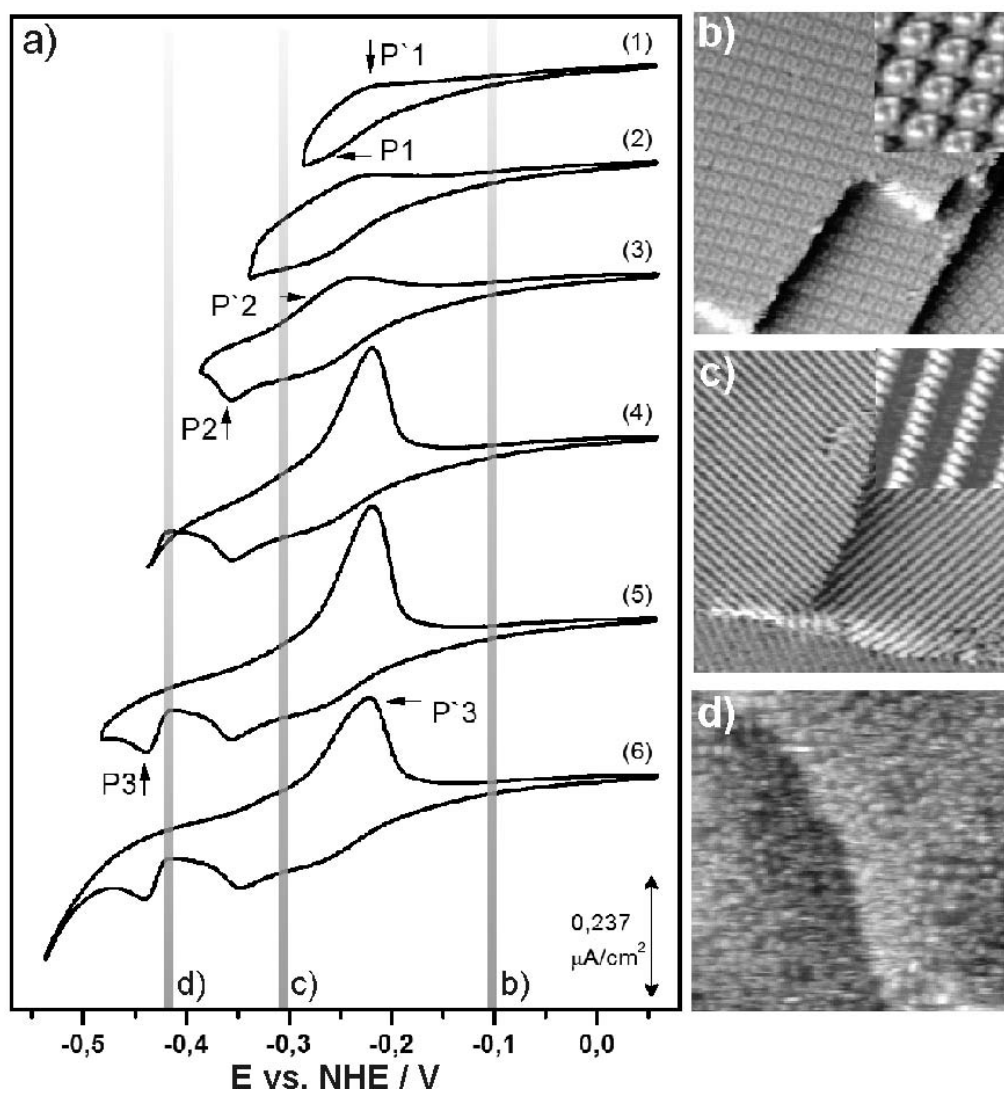 a)
(1)
P`1
P1
(2)
(3)
P`2
P2
(4)
(5)
P`3
P3
(6)
0,237
μA/cm²
d)
c)
b)
-0,5
-0,4
-0,3
-0,2
-0,1
0,0
E vs. NHE / V
b)
c)
d)